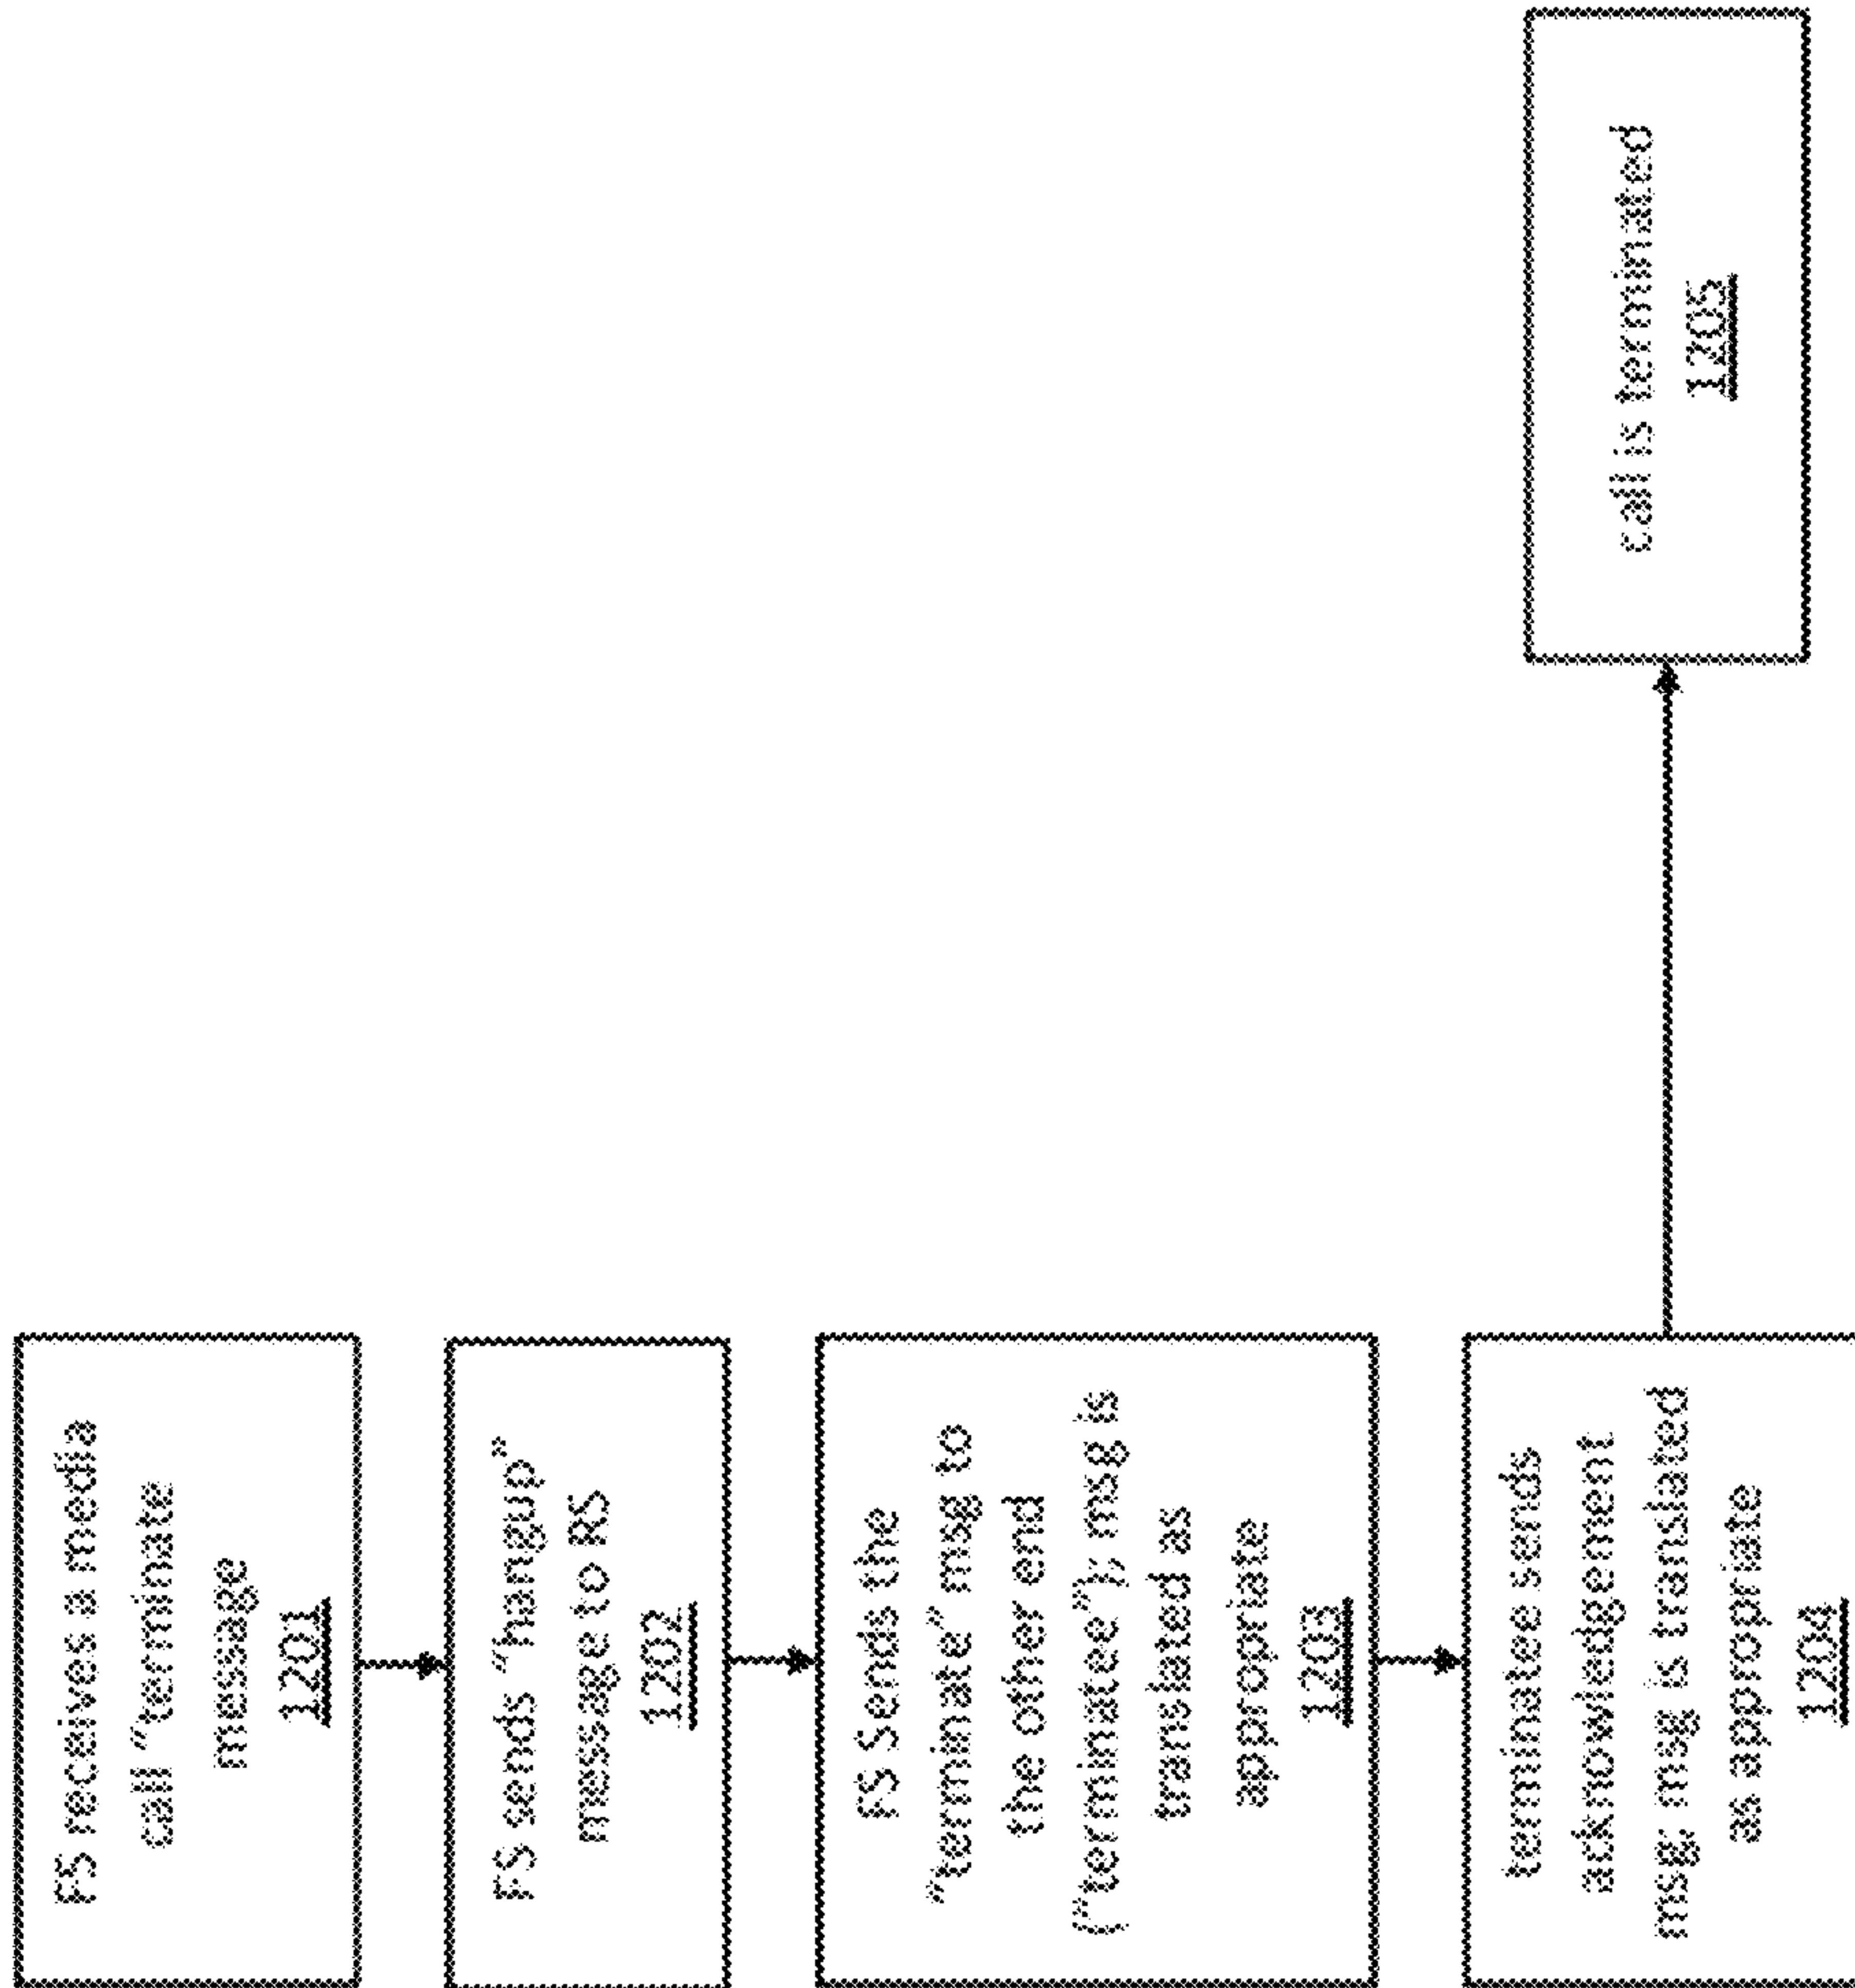 FS receives a media
call "terminate
message
1201
FS sends "hangup"
message to RS
1202
FS Sends the
"terminate" msg to
the other end
("terminatee"); msg is
translated as
appropriate
1203
terminatee sends
acknowledgement
msg; msg is translated
as appropriate
1204
call is terminated
1205